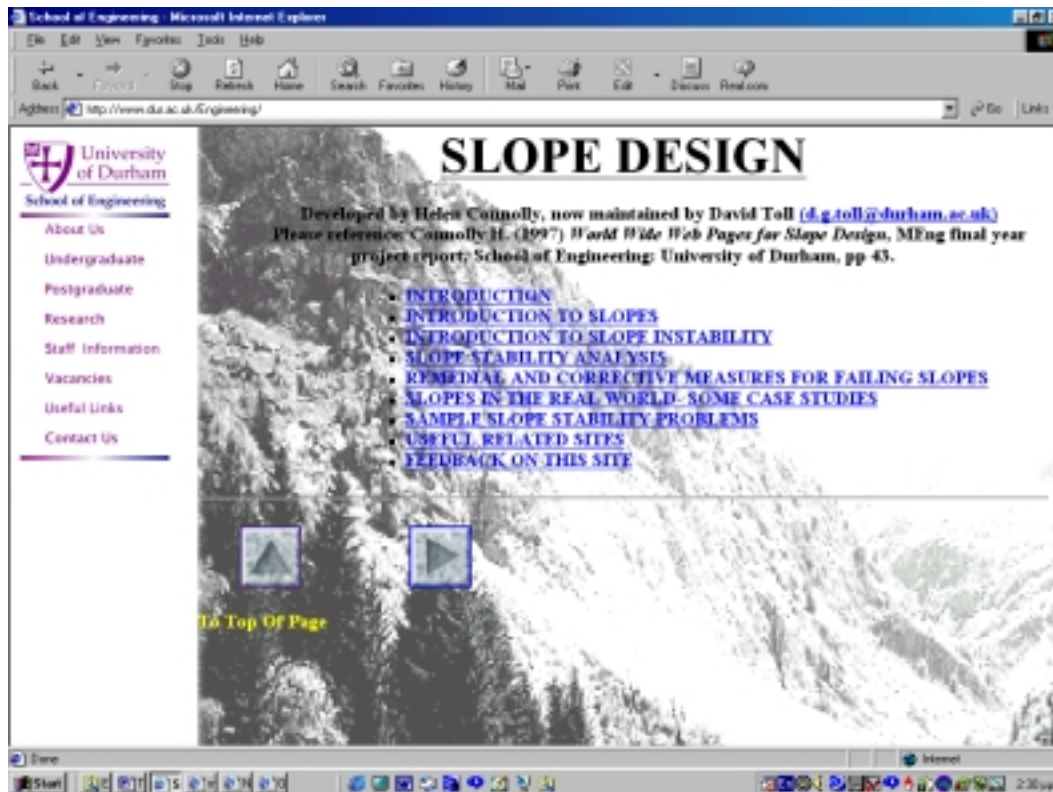 School of Engineering - Microsoft Internet Explorer
File Edit View Favorites Tools Help
Back Forward Stop Refresh Home Search Favorites History Mail Print Edit Discuss Real.com
Address http://www.dur.ac.uk/Engineering/ Go Links
University
of Durham
School of Engineering
About Us
Undergraduate
Postgraduate
Research
Staff Information
Vacancies
Useful Links
Contact Us
SLOPE DESIGN
Developed by Helen Connolly, now maintained by David Toll (d.g.toll@durham.ac.uk)
Please reference: Connolly H. (1997) World Wide Web Pages for Slope Design, MEng final year
project report, School of Engineering: University of Durham, pp 43.
INTRODUCTION
INTRODUCTION TO SLOPES
INTRODUCTION TO SLOPE INSTABILITY
SLOPE STABILITY ANALYSIS
REMEDIAL AND CORRECTIVE MEASURES FOR FAILING SLOPES
SLOPES IN THE REAL WORLD- SOME CASE STUDIES
SAMPLE SLOPE STABILITY PROBLEMS
USEFUL RELATED SITES
FEEDBACK ON THIS SITE
To Top Of Page
Done Internet
Start